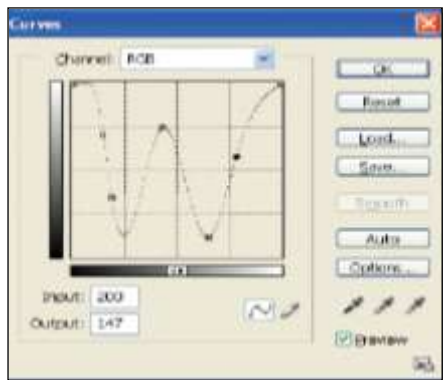 Curves
Channel: RGB
OK
Reset
Load...
Save...
Smooth
Auto
Options...
Input: 200
Output: 147
Preview